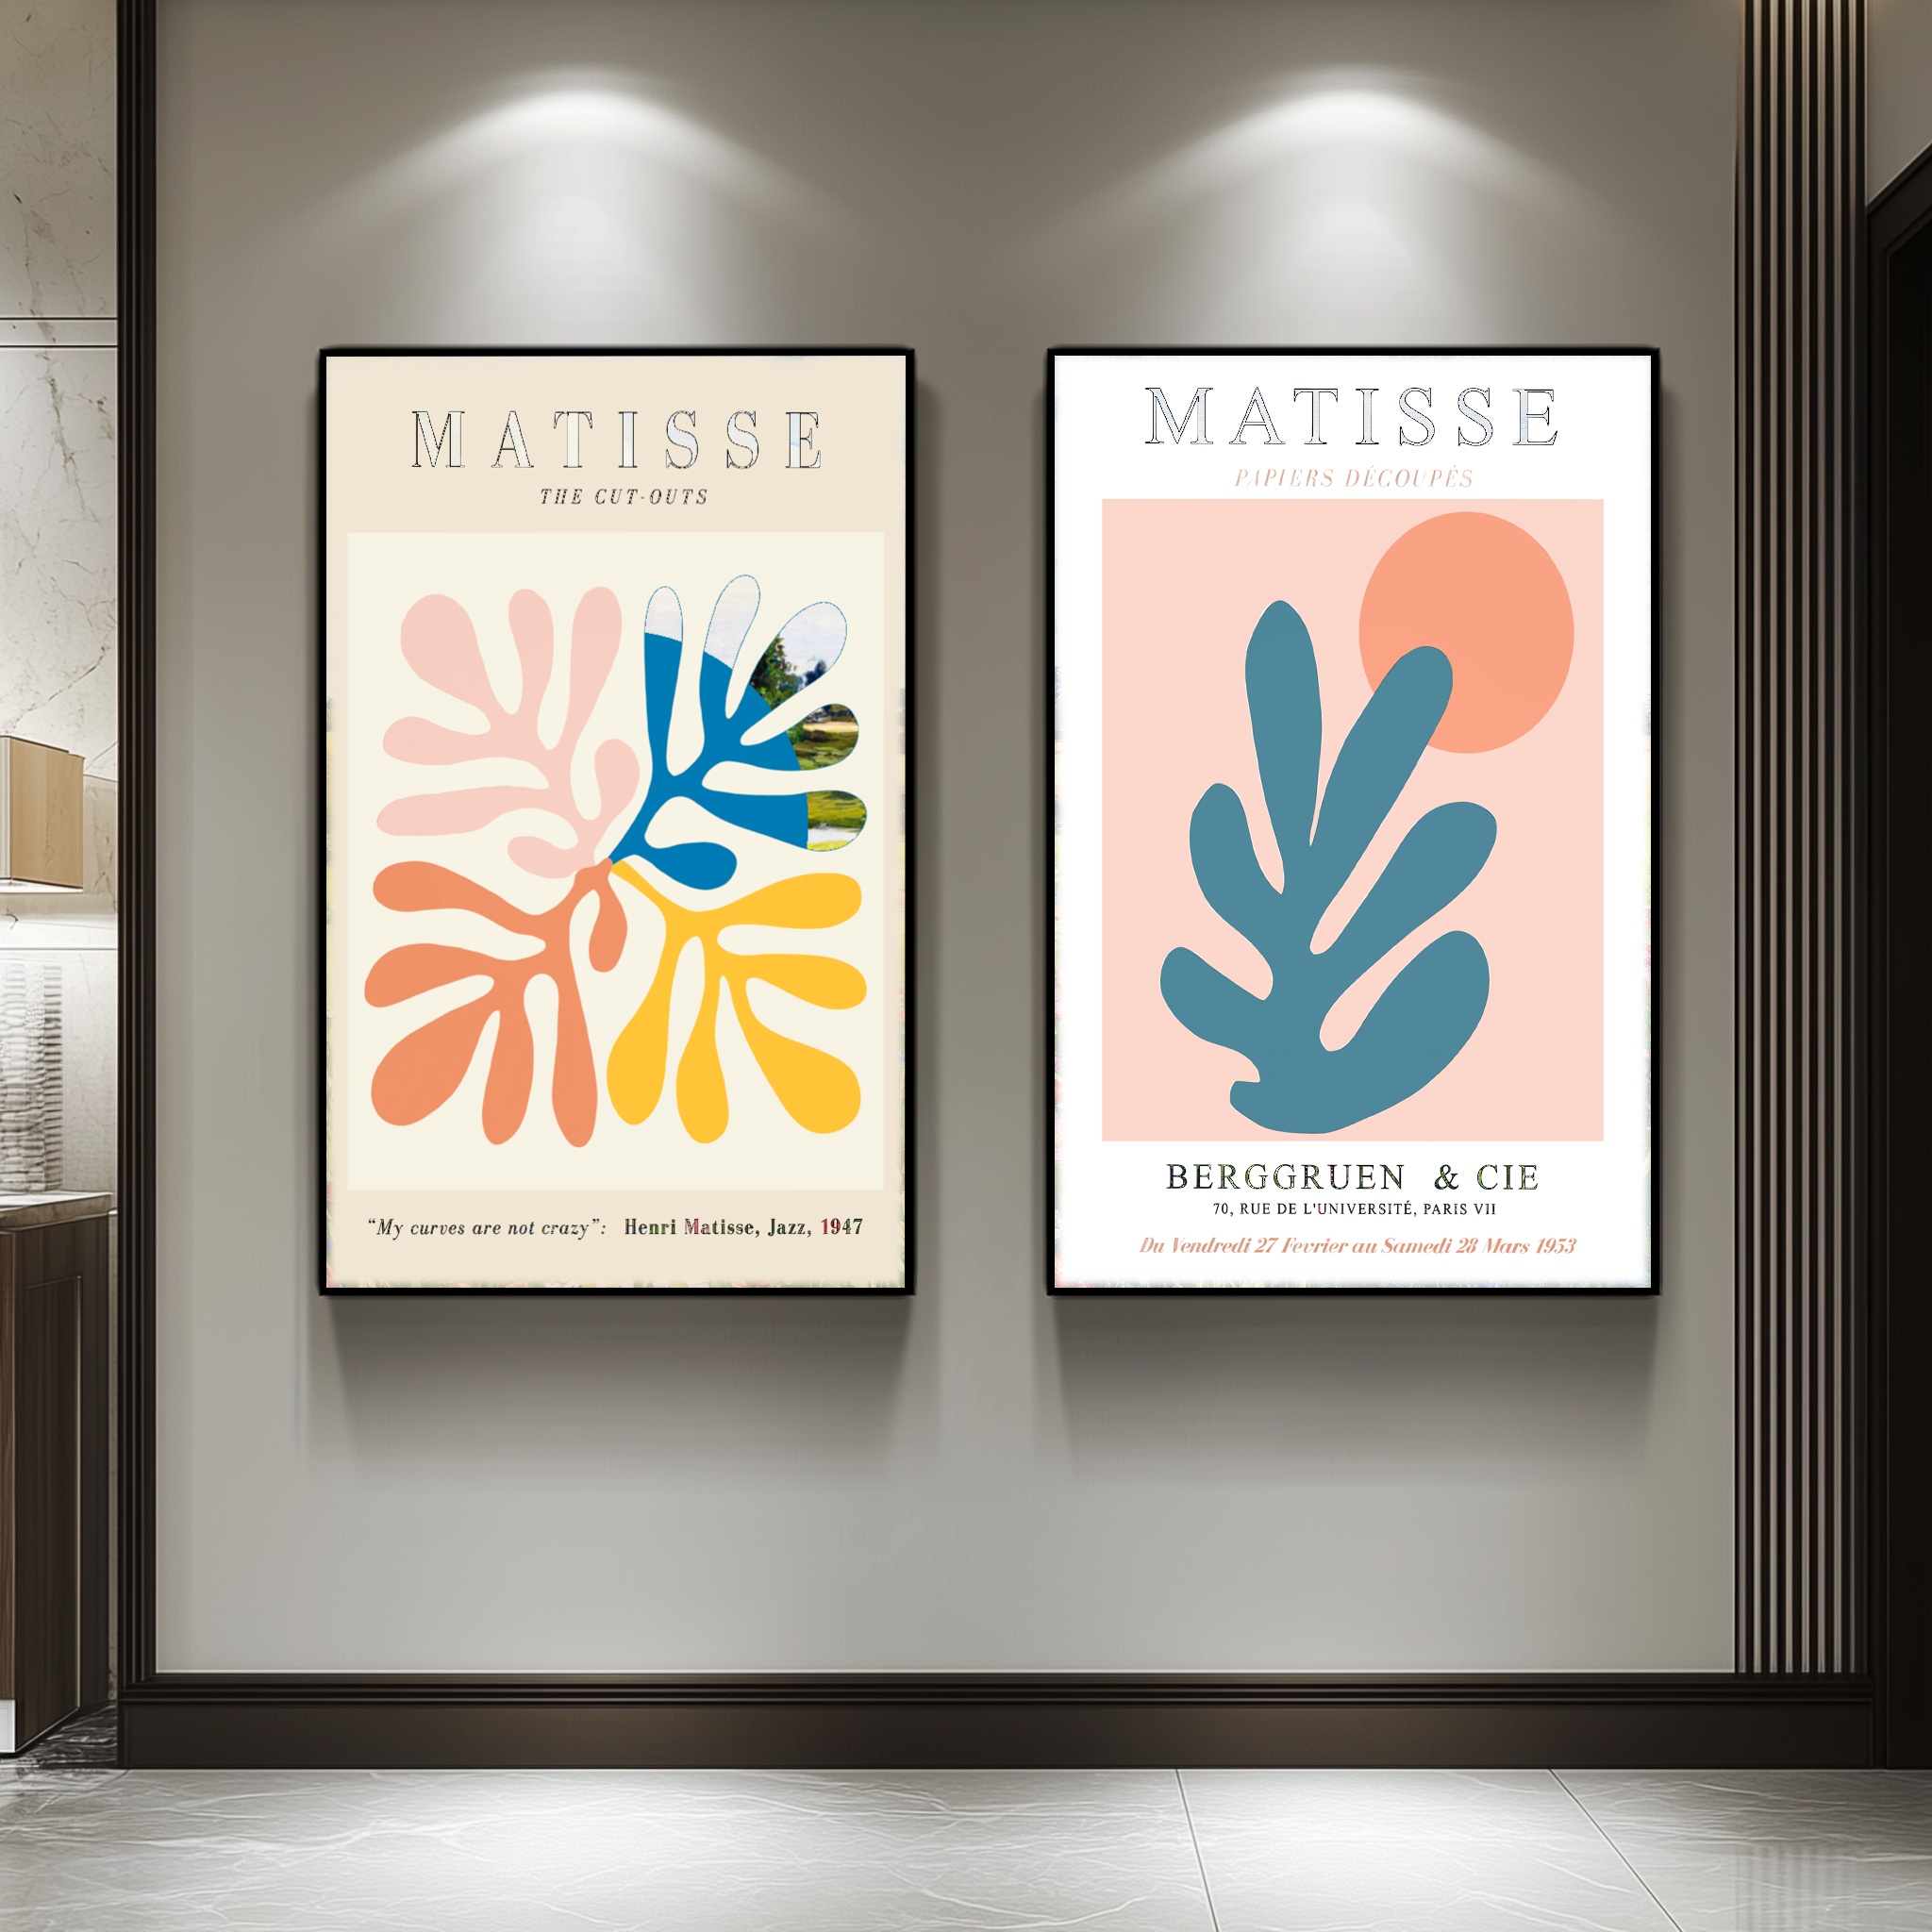 MATISSE
THE CUT-OUTS
“My curves are not crazy”: Henri Matisse, Jazz, 1947
MATISSE
PAPIERS DÉCOUPÉS
BERGGRUEN & CIE
70, RUE DE L'UNIVERSITÉ, PARIS VII
Du Vendredi 27 Fevrier au Samedi 28 Mars 1953